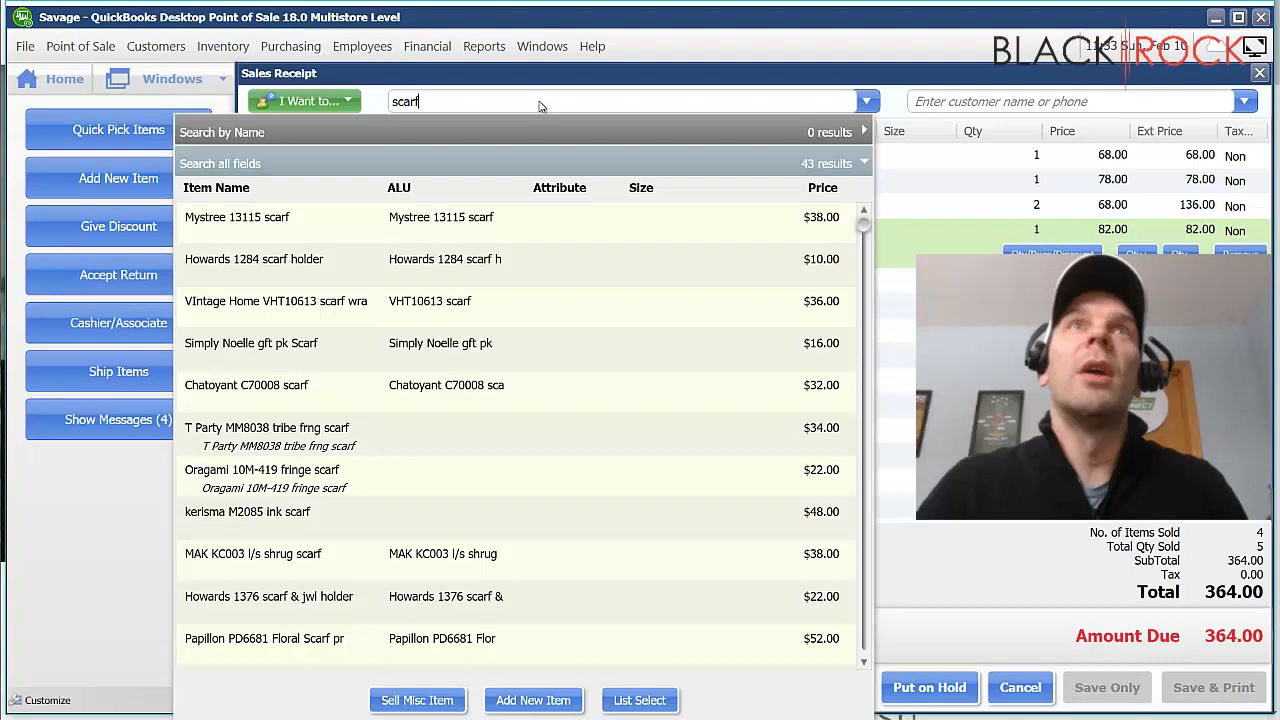 Savage - QuickBooks Desktop Point of Sale 18.0 Multistore Level
File Point of Sale Customers Inventory Purchasing Employees Financial Reports Windows Help
11:33 Sun, Feb 10
BLACK ROCK
Home Windows
Sales Receipt
I Want to... scarf Enter customer name or phone
Quick Pick Items
Add New Item
Give Discount
Accept Return
Cashier/Associate
Ship Items
Show Messages (4)
Customize
Search by Name 0 results
Search all fields 43 results
Item Name ALU Attribute Size Price
Mystree 13115 scarf Mystree 13115 scarf $38.00
Howards 1284 scarf holder Howards 1284 scarf h $10.00
VIntage Home VHT10613 scarf wra VHT10613 scarf $36.00
Simply Noelle gft pk Scarf Simply Noelle gft pk $16.00
Chatoyant C70008 scarf Chatoyant C70008 sca $32.00
T Party MM8038 tribe frng scarf $34.00
T Party MM8038 tribe frng scarf
Oragami 10M-419 fringe scarf $22.00
Oragami 10M-419 fringe scarf
kerisma M2085 ink scarf $48.00
MAK KC003 l/s shrug scarf MAK KC003 l/s shrug $38.00
Howards 1376 scarf & jwl holder Howards 1376 scarf & $22.00
Papillon PD6681 Floral Scarf pr Papillon PD6681 Flor $52.00
Sell Misc Item Add New Item List Select
Size Qty Price Ext Price Tax...
1 68.00 68.00 Non
1 78.00 78.00 Non
2 68.00 136.00 Non
1 82.00 82.00 Non
No. of Items Sold 4
Total Qty Sold 5
SubTotal 364.00
Tax 0.00
Total 364.00
Amount Due 364.00
Put on Hold Cancel Save Only Save & Print